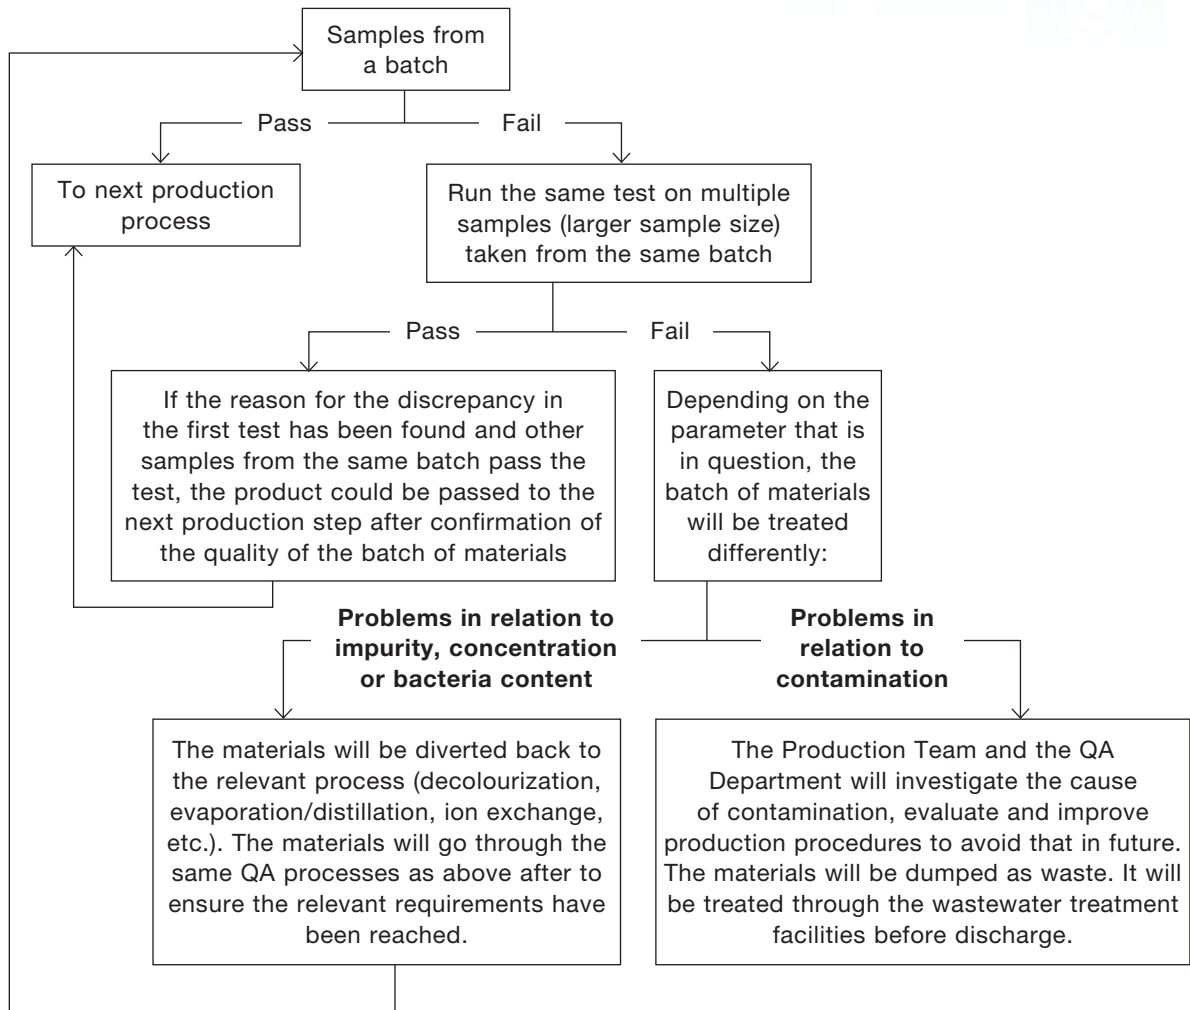 Samples from
a batch
Pass
Fail
To next production
process
Run the same test on multiple
samples (larger sample size)
taken from the same batch
Pass
Fail
If the reason for the discrepancy in
the first test has been found and other
samples from the same batch pass the
test, the product could be passed to the
next production step after confirmation of
the quality of the batch of materials
Depending on the
parameter that is
in question, the
batch of materials
will be treated
differently:
Problems in relation to
impurity, concentration
or bacteria content
Problems in
relation to
contamination
The materials will be diverted back to
the relevant process (decolourization,
evaporation/distillation, ion exchange,
etc.). The materials will go through the
same QA processes as above after to
ensure the relevant requirements have
been reached.
The Production Team and the QA
Department will investigate the cause
of contamination, evaluate and improve
production procedures to avoid that in future.
The materials will be dumped as waste. It will
be treated through the wastewater treatment
facilities before discharge.